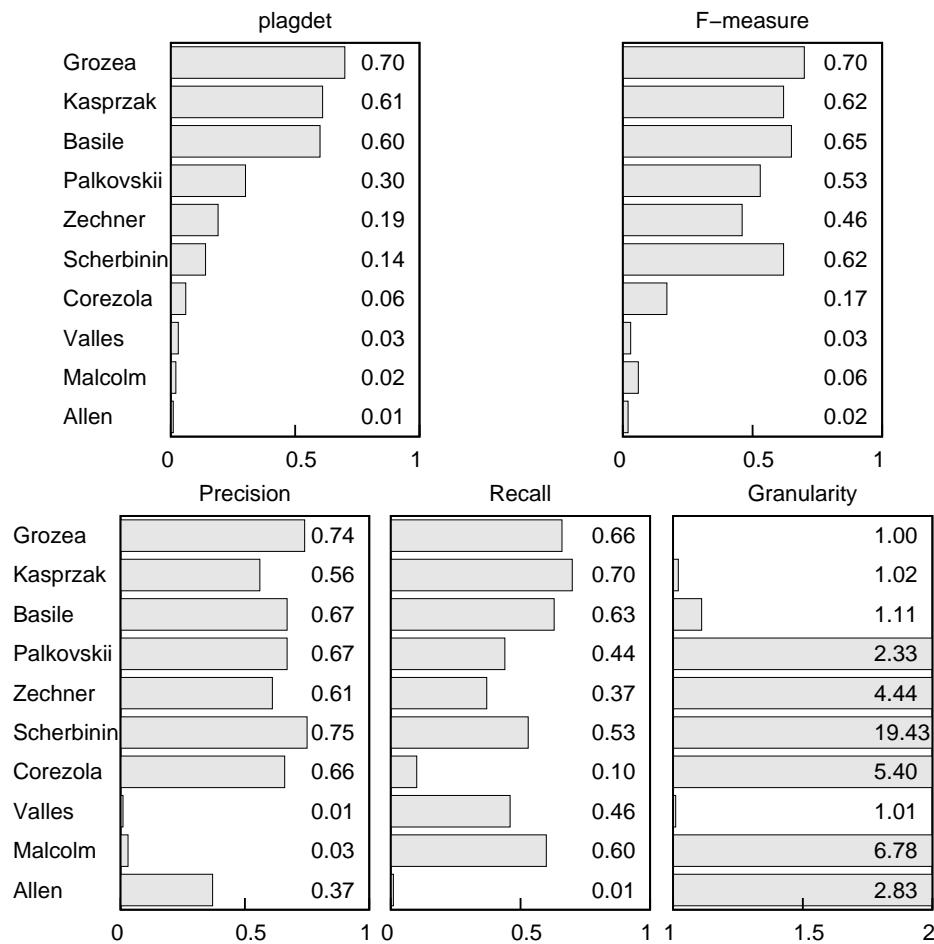 plagdet F−measure
Grozea 0.70 0.70
Kasprzak 0.61 0.62
Basile 0.60 0.65
Palkovskii 0.30 0.53
Zechner 0.19 0.46
Scherbinin 0.14 0.62
Corezola 0.06 0.17
Valles 0.03 0.03
Malcolm 0.02 0.06
Allen 0.01 0.02
0 0.5 1 0 0.5 1
Precision Recall Granularity
Grozea 0.74 0.66 1.00
Kasprzak 0.56 0.70 1.02
Basile 0.67 0.63 1.11
Palkovskii 0.67 0.44 2.33
Zechner 0.61 0.37 4.44
Scherbinin 0.75 0.53 19.43
Corezola 0.66 0.10 5.40
Valles 0.01 0.46 1.01
Malcolm 0.03 0.60 6.78
Allen 0.37 0.01 2.83
0 0.5 1 0 0.5 1 1 1.5 2